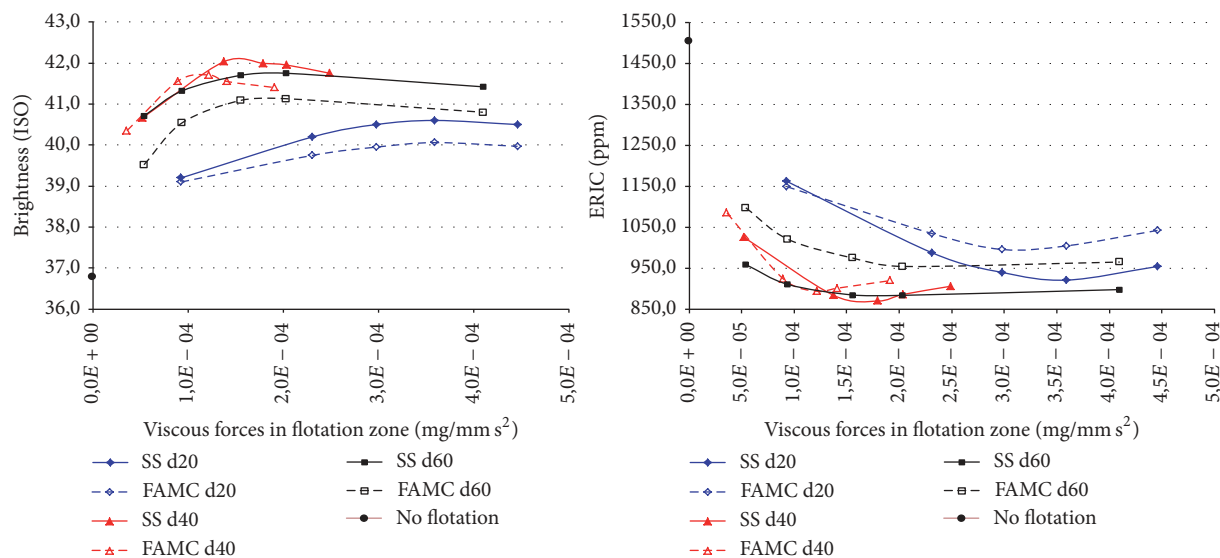 43,0
42,0
41,0
40,0
39,0
38,0
37,0
36,0
Brightness (ISO)
0,0E + 00
1,0E − 04
2,0E − 04
3,0E − 04
4,0E − 04
5,0E − 04
Viscous forces in flotation zone (mg/mm s²)
SS d20
FAMC d20
SS d40
FAMC d40
SS d60
FAMC d60
No flotation
1550,0
1450,0
1350,0
1250,0
1150,0
1050,0
950,0
850,0
ERIC (ppm)
0,0E + 00
5,0E − 05
1,0E − 04
1,5E − 04
2,0E − 04
2,5E − 04
3,0E − 04
3,5E − 04
4,0E − 04
4,5E − 04
5,0E − 04
Viscous forces in flotation zone (mg/mm s²)
SS d20
FAMC d20
SS d40
FAMC d40
SS d60
FAMC d60
No flotation